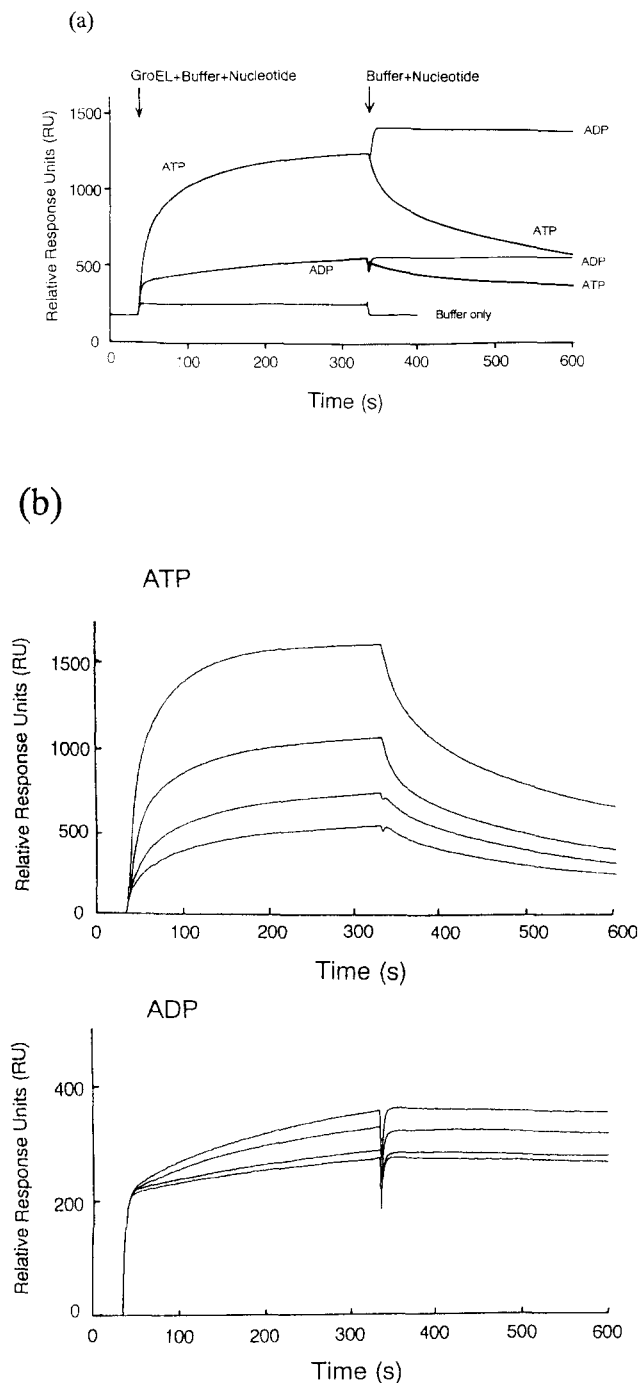 (a)
GroEL+Buffer+Nucleotide
Buffer+Nucleotide
1500
1000
500
0
Relative Response Units (RU)
ATP
ADP
ADP
ATP
ADP
ATP
Buffer only
0 100 200 300 400 500 600
Time (s)
(b)
ATP
1500
1000
500
0
Relative Response Units (RU)
0 100 200 300 400 500 600
Time (s)
ADP
400
200
0
Relative Response Units (RU)
0 100 200 300 400 500 600
Time (s)